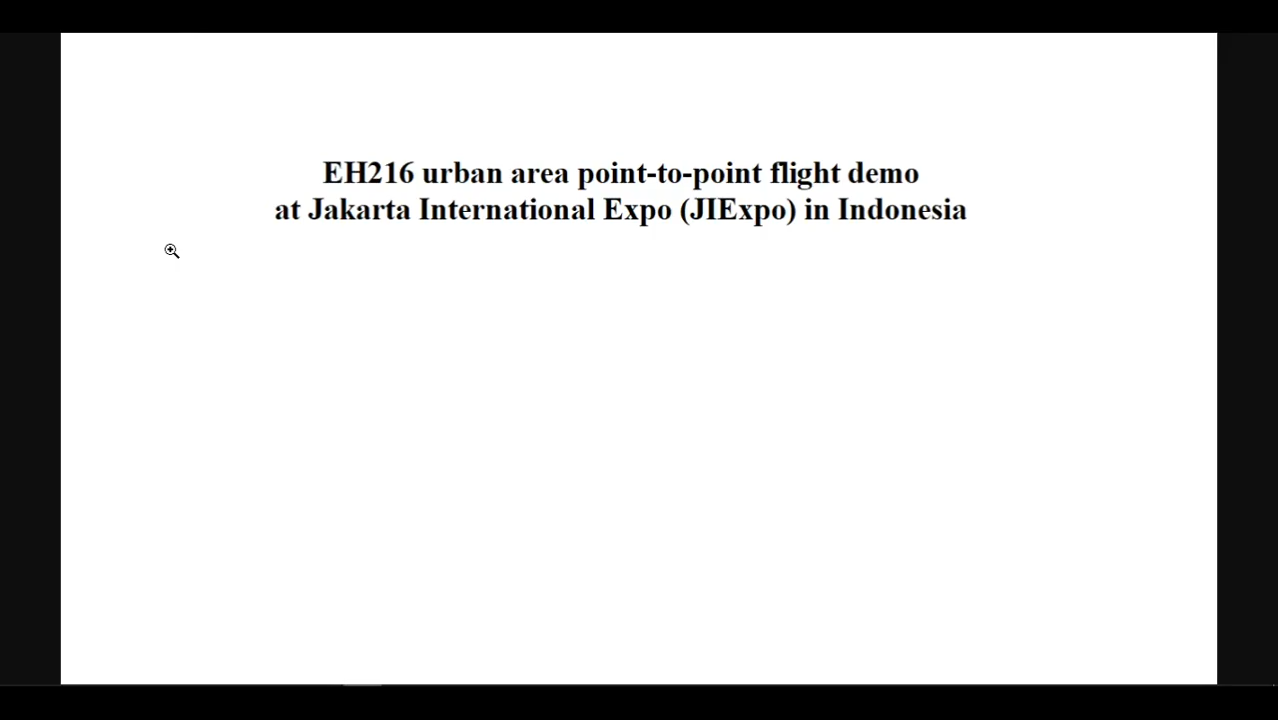 EH216 urban area point-to-point flight demo
at Jakarta International Expo (JIExpo) in Indonesia